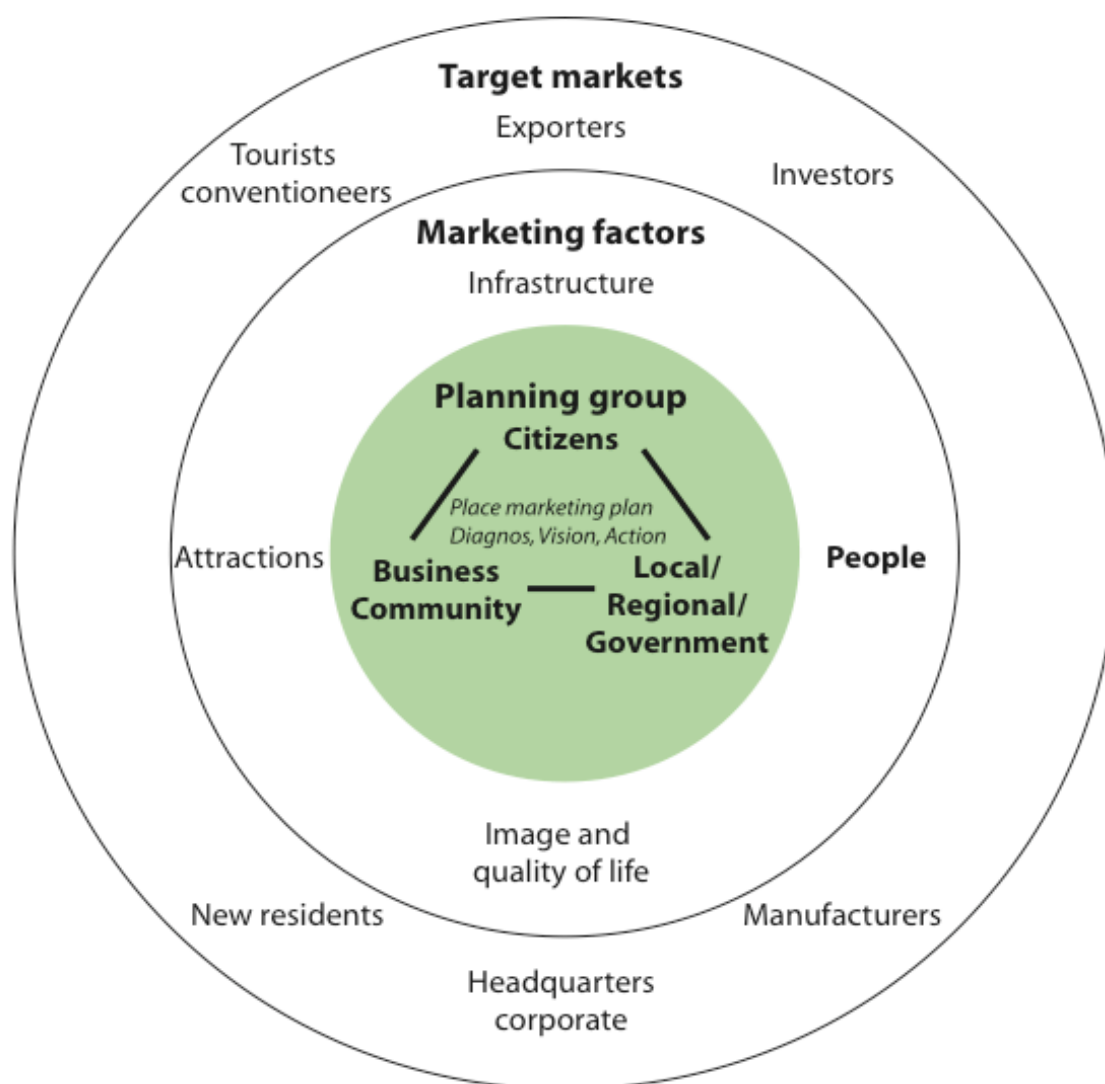 Target markets
Exporters
Tourists
conventioneers
Investors
Marketing factors
Infrastructure
Planning group
Citizens
Place marketing plan
Diagnos, Vision, Action
Attractions
Business
Community
Local/
Regional/
Government
People
Image and
quality of life
New residents
Manufacturers
Headquarters
corporate